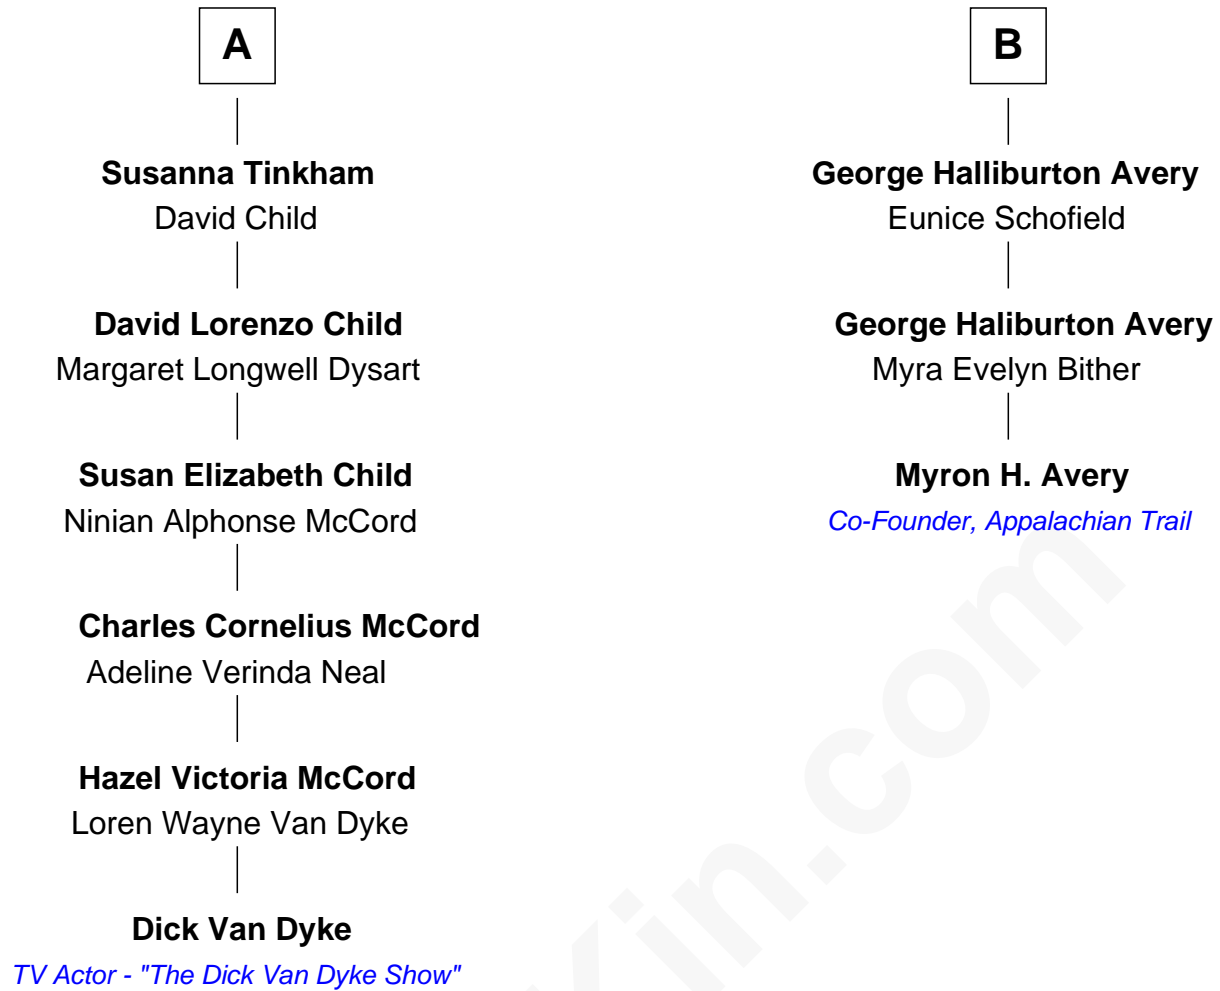 A
Susanna Tinkham
David Child
David Lorenzo Child
Margaret Longwell Dysart
Susan Elizabeth Child
Ninian Alphonse McCord
Charles Cornelius McCord
Adeline Verinda Neal
Hazel Victoria McCord
Loren Wayne Van Dyke
Dick Van Dyke
TV Actor - "The Dick Van Dyke Show"
B
George Halliburton Avery
Eunice Schofield
George Haliburton Avery
Myra Evelyn Bither
Myron H. Avery
Co-Founder, Appalachian Trail
Kin.com